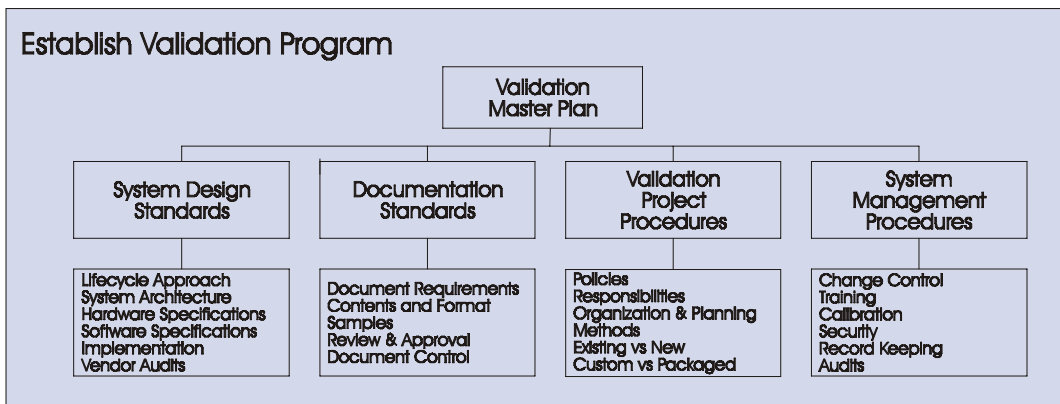 Establish Validation Program
Validation
Master Plan
System Design
Standards
Documentation
Standards
Validation
Project
Procedures
System
Management
Procedures
Lifecycle Approach
System Architecture
Hardware Specifications
Software Specifications
Implementation
Vendor Audits
Document Requirements
Contents and Format
Samples
Review & Approval
Document Control
Policies
Responsibilities
Organization & Planning
Methods
Existing vs New
Custom vs Packaged
Change Control
Training
Calibration
Security
Record Keeping
Audits